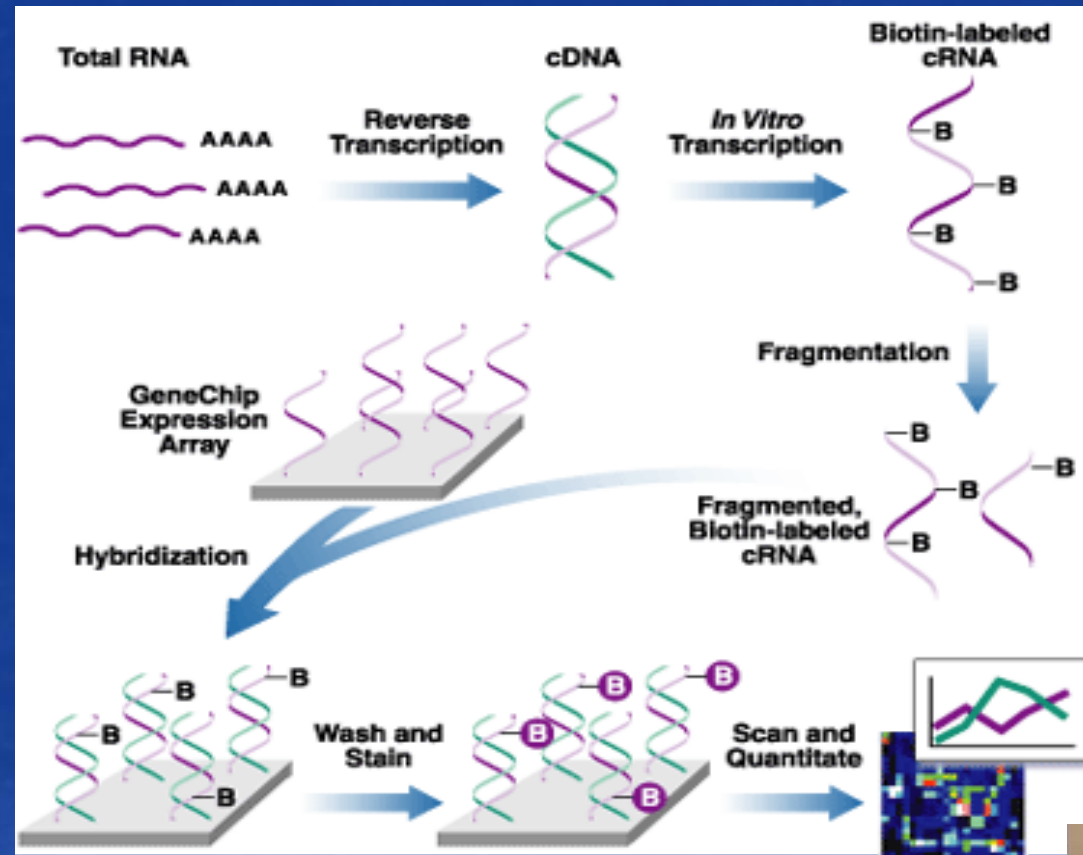 Total RNA
AAAA
AAAA
AAAA
Reverse
Transcription
cDNA
In Vitro
Transcription
Biotin-labeled
cRNA
B
B
B
B
Fragmentation
B
B
B
B
Fragmented,
Biotin-labeled
cRNA
GeneChip
Expression
Array
Hybridization
B
B
B
B
Wash and
Stain
B
B
B
B
Scan and
Quantitate